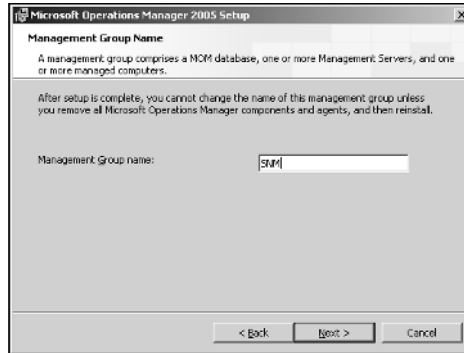 Microsoft Operations Manager 2005 Setup
Management Group Name
A management group comprises a MOM database, one or more Management Servers, and one
or more managed computers.
After setup is complete, you cannot change the name of this management group unless
you remove all Microsoft Operations Manager components and agents, and then reinstall.
Management Group name:
SNM
< Back
Next >
Cancel